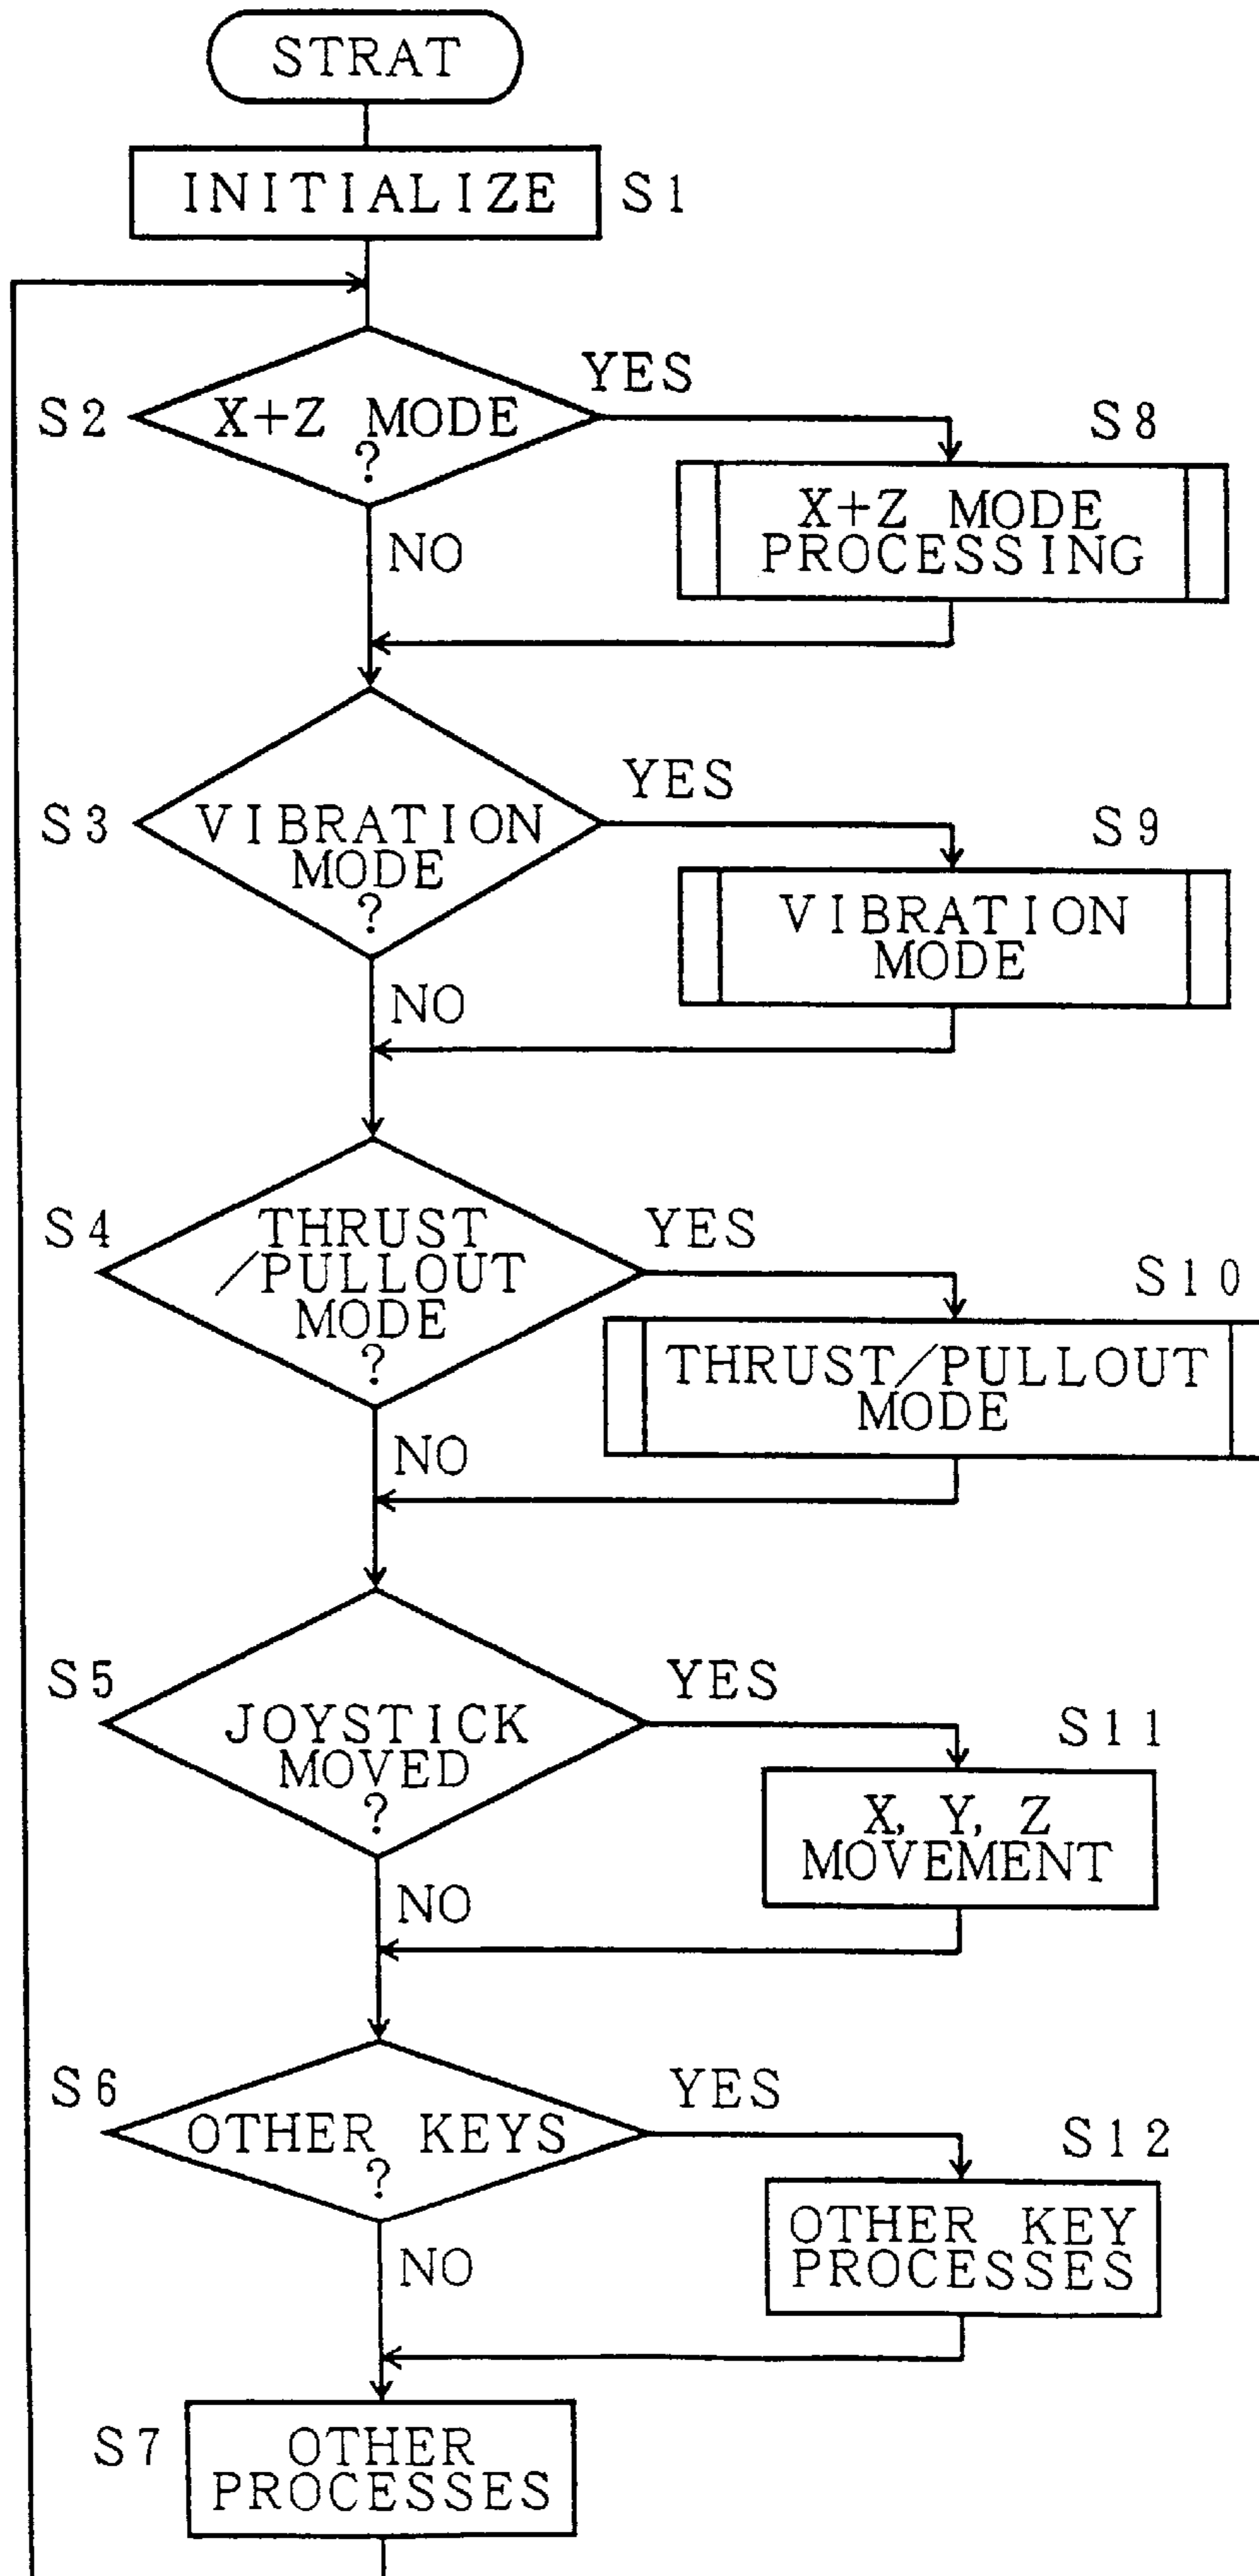 STRAT
INITIALIZE
S1
S2
X+Z MODE
?
YES
NO
S8
X+Z MODE
PROCESSING
S3
VIBRATION
MODE
?
YES
NO
S9
VIBRATION
MODE
S4
THRUST
/PULLOUT
MODE
?
YES
NO
S10
THRUST/PULLOUT
MODE
S5
JOYSTICK
MOVED
?
YES
NO
S11
X, Y, Z
MOVEMENT
S6
OTHER KEYS
?
YES
NO
S12
OTHER KEY
PROCESSES
S7
OTHER
PROCESSES